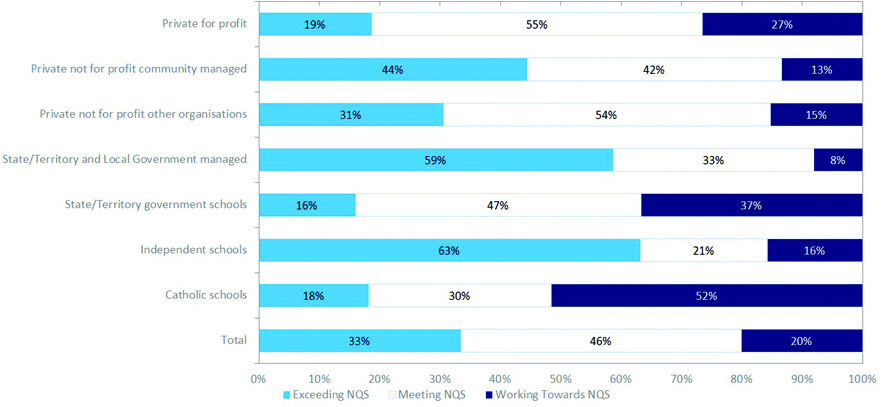 Private for profit
19% 55% 27%
Private not for profit community managed
44% 42% 13%
Private not for profit other organisations
31% 54% 15%
State/Territory and Local Government managed
59% 33% 8%
State/Territory government schools
16% 47% 37%
Independent schools
63% 21% 16%
Catholic schools
18% 30% 52%
Total
33% 46% 20%
0% 10% 20% 30% 40% 50% 60% 70% 80% 90% 100%
Exceeding NQS Meeting NQS Working Towards NQS